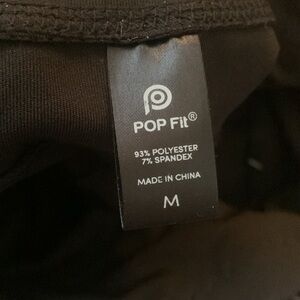 POP Fit®
93% POLYESTER
7% SPANDEX
MADE IN CHINA
M